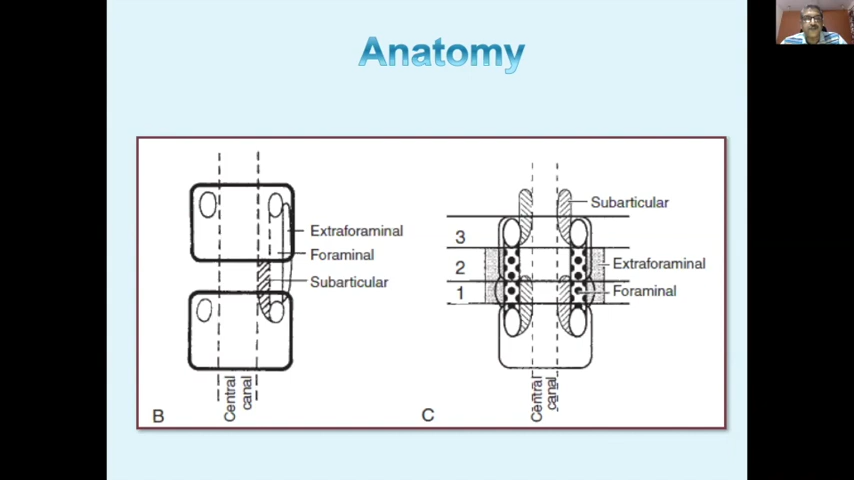 Anatomy
Extraforaminal
Foraminal
Subarticular
Central
canal
B
Subarticular
3
2
Extraforaminal
1
Foraminal
Central
canal
C